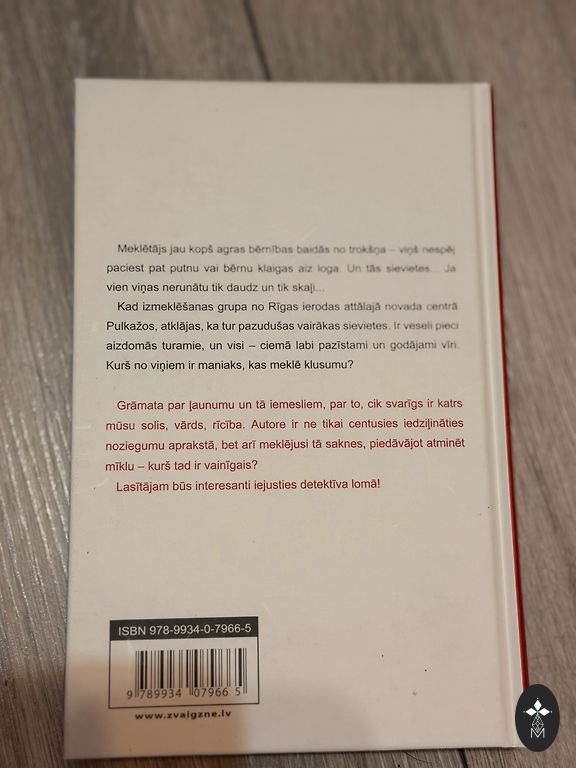 Meklētājs jau kopš agras bērnības baidās no trokšņa – viņš nespēj
paciest pat putnu vai bērnu klaigas aiz loga. Un tās sievietes... Ja
vien viņas nerunātu tik daudz un tik skaļi...
Kad izmeklēšanas grupa no Rīgas ierodas attālajā novada centrā
Pulkažos, atklājas, ka tur pazudušas vairākas sievietes. Ir veseli pieci
aizdomās turamie, un visi – ciemā labi pazīstami un godājami vīri.
Kurš no viņiem ir maniaks, kas meklē klusumu?
Grāmata par ļaunumu un tā iemesliem, par to, cik svarīgs ir katrs
mūsu solis, vārds, rīcība. Autore ir ne tikai centusies iedziļināties
noziegumu aprakstā, bet arī meklējusi tā saknes, piedāvājot atminēt
mīklu – kurš tad ir vainīgais?
Lasītājam būs interesanti iejusties detektīva lomā!
ISBN 978-9934-0-7966-5
9 789934 079665
www.zvaigzne.lv